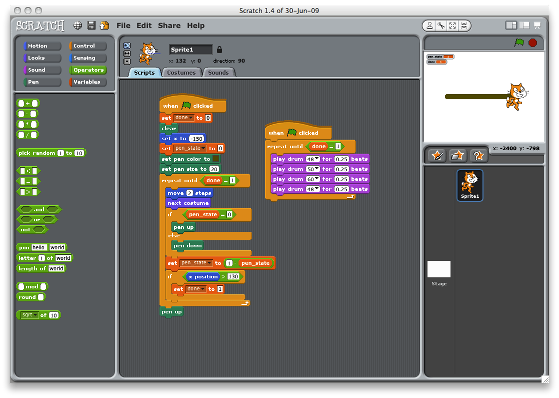 Scratch 1.4 of 30-Jun-09
SCRATCH File Edit Share Help
Motion Control
Looks Sensing
Sound Operators
Pen Variables
Sprite1
x: 132 y: 0 direction: 90
Scripts Costumes Sounds
+
-
*
/
pick random 1 to 10
<
=
>
and
or
not
join hello world
letter 1 of world
length of world
mod
round
sqrt of 10
when clicked
set done to 0
clear
set x to -130
set pen_state to 0
set pen color to
set pen size to 20
repeat until done = 1
move 2 steps
next costume
if pen_state = 0
pen up
else
pen down
set pen_state to 1 - pen_state
if x position > 130
set done to 1
pen up
when clicked
repeat until done = 1
play drum 48 for 0.25 beats
play drum 50 for 0.25 beats
play drum 60 for 0.25 beats
play drum 48 for 0.25 beats
x: -2400 y: -798
Sprite1
Stage